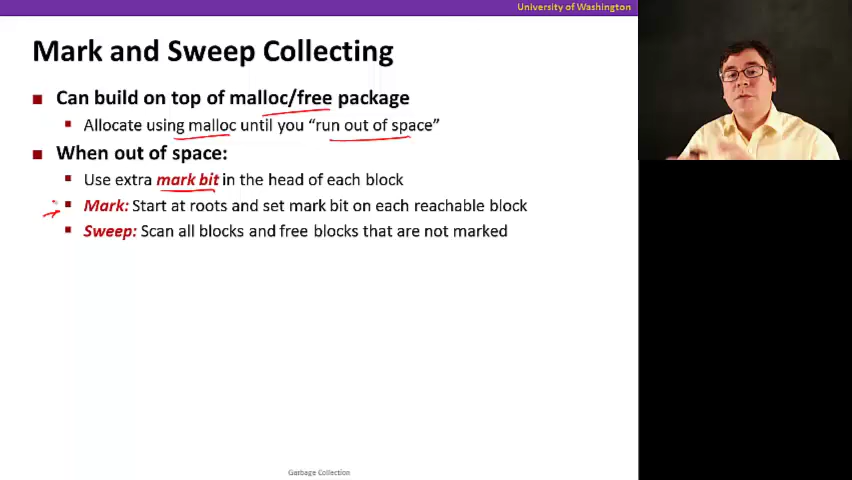 University of Washington
Mark and Sweep Collecting
Can build on top of malloc/free package
Allocate using malloc until you “run out of space”
When out of space:
Use extra mark bit in the head of each block
Mark: Start at roots and set mark bit on each reachable block
Sweep: Scan all blocks and free blocks that are not marked
Garbage Collection